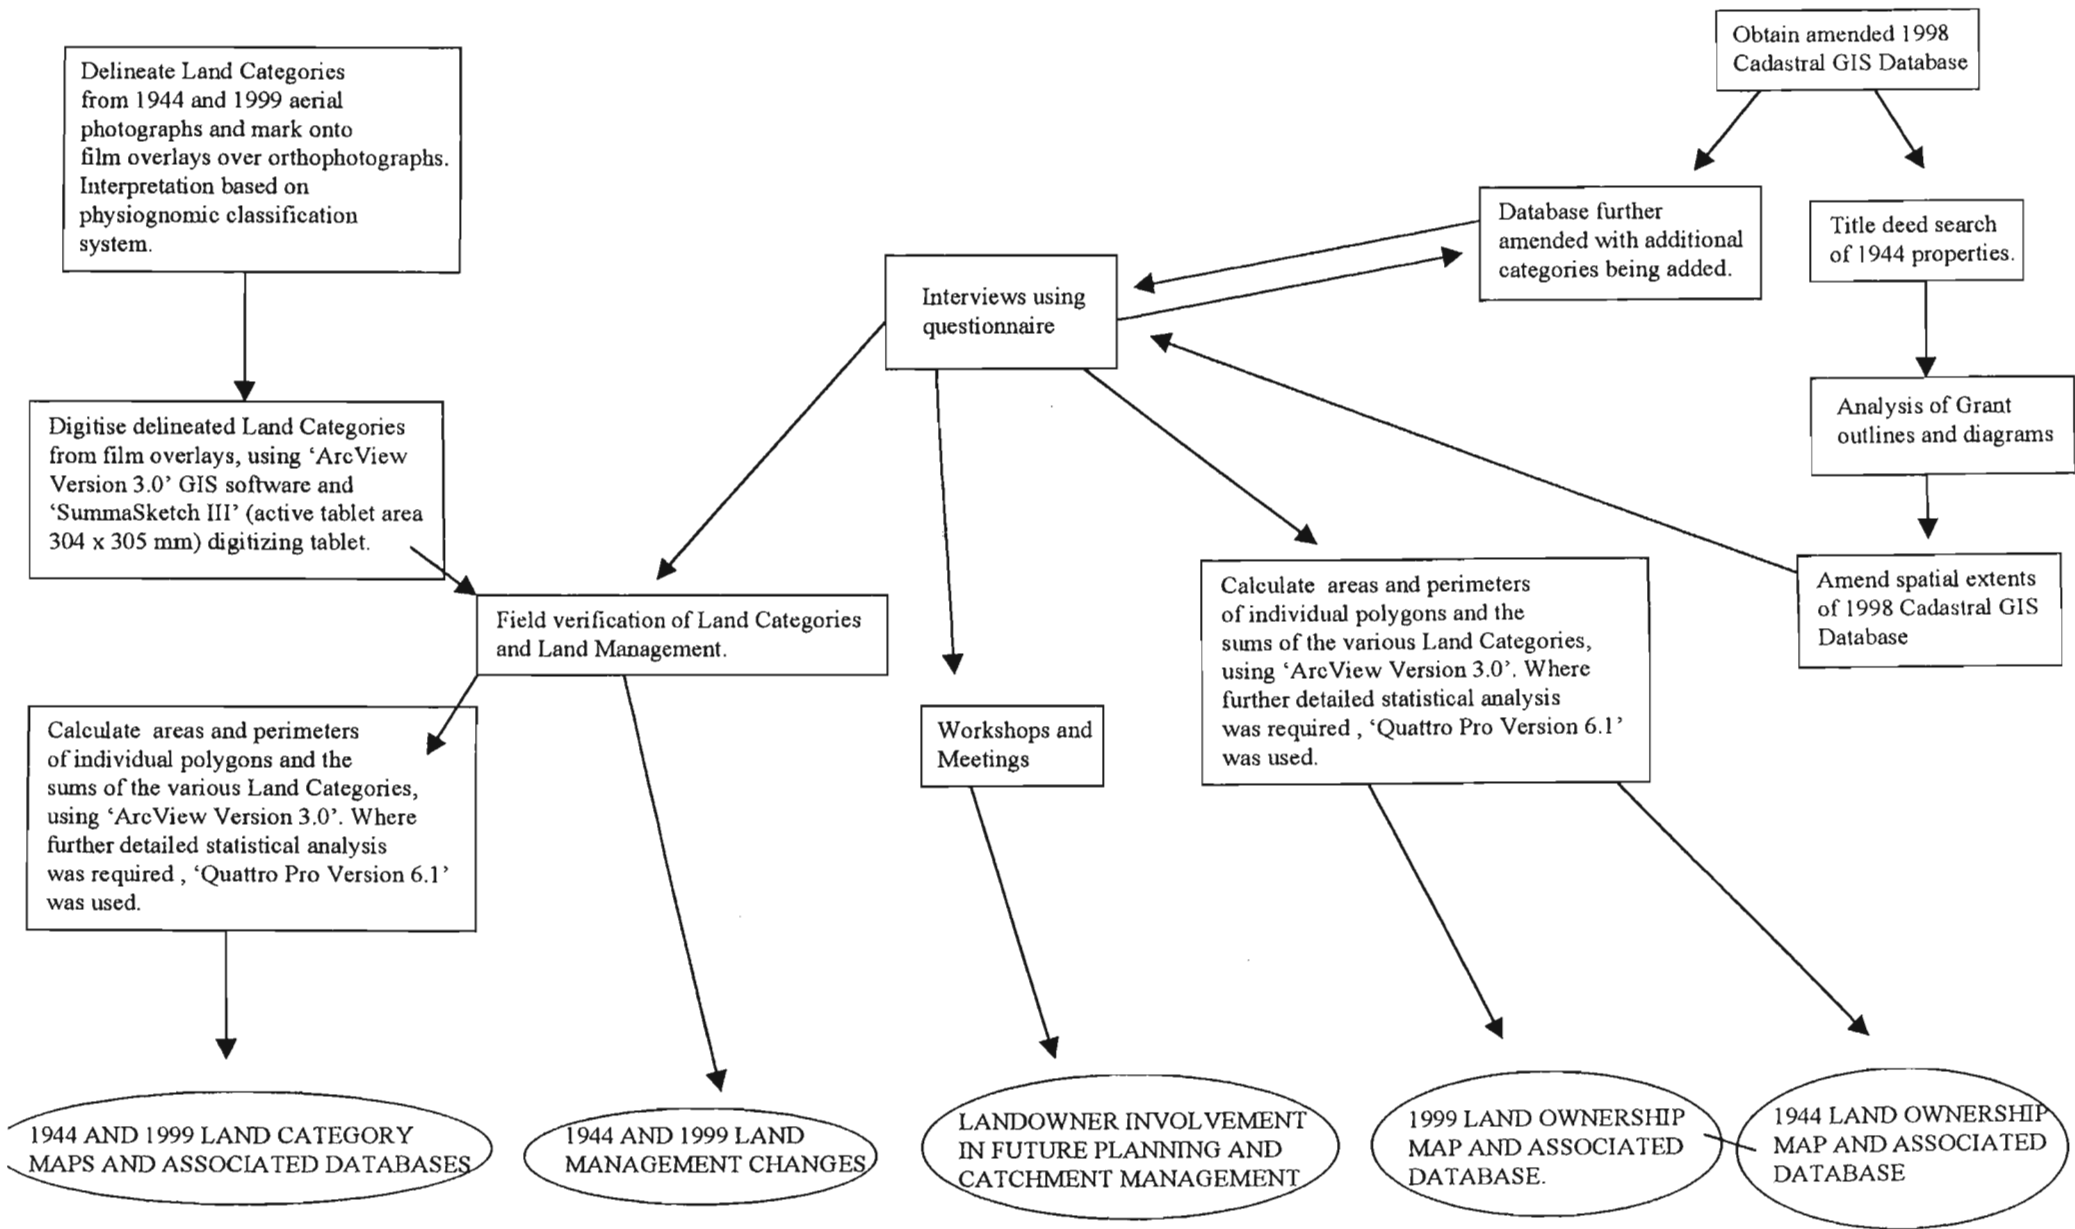 Obtain amended 1998
Cadastral GIS Database
Delineate Land Categories
from 1944 and 1999 aerial
photographs and mark onto
film overlays over orthophotographs.
Interpretation based on
physiognomic classification
system.
Database further
amended with additional
categories being added.
Title deed search
of 1944 properties.
Interviews using
questionnaire
Analysis of Grant
outlines and diagrams
Digitise delineated Land Categories
from film overlays, using ‘ArcView
Version 3.0’ GIS software and
‘SummaSketch III’ (active tablet area
304 x 305 mm) digitizing tablet.
Amend spatial extents
of 1998 Cadastral GIS
Database
Field verification of Land Categories
and Land Management.
Calculate areas and perimeters
of individual polygons and the
sums of the various Land Categories,
using ‘ArcView Version 3.0’. Where
further detailed statistical analysis
was required , ‘Quattro Pro Version 6.1’
was used.
Workshops and
Meetings
Calculate areas and perimeters
of individual polygons and the
sums of the various Land Categories,
using ‘ArcView Version 3.0’. Where
further detailed statistical analysis
was required , ‘Quattro Pro Version 6.1’
was used.
1944 AND 1999 LAND CATEGORY
MAPS AND ASSOCIATED DATABASES
1944 AND 1999 LAND
MANAGEMENT CHANGES
LANDOWNER INVOLVEMENT
IN FUTURE PLANNING AND
CATCHMENT MANAGEMENT
1999 LAND OWNERSHIP
MAP AND ASSOCIATED
DATABASE.
1944 LAND OWNERSHIP
MAP AND ASSOCIATED
DATABASE